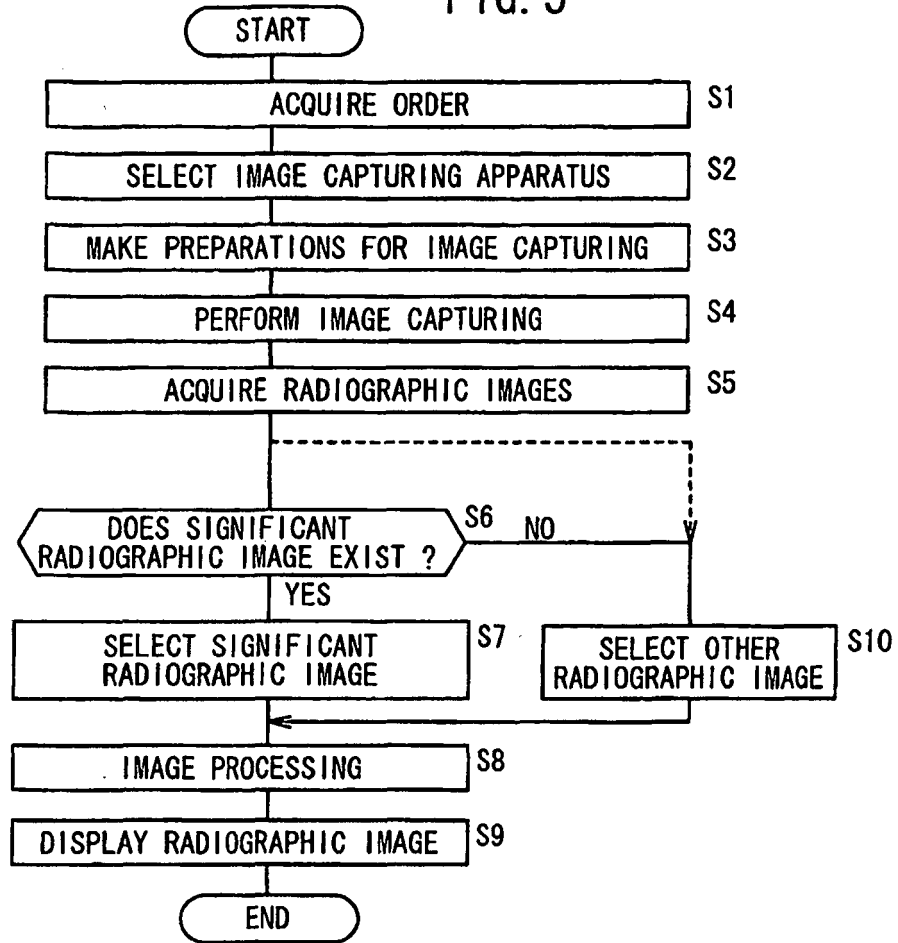 START
ACQUIRE ORDER S1
SELECT IMAGE CAPTURING APPARATUS S2
MAKE PREPARATIONS FOR IMAGE CAPTURING S3
PERFORM IMAGE CAPTURING S4
ACQUIRE RADIOGRAPHIC IMAGES S5
DOES SIGNIFICANT
RADIOGRAPHIC IMAGE EXIST ?
S6
NO
YES
SELECT SIGNIFICANT
RADIOGRAPHIC IMAGE
S7
SELECT OTHER
RADIOGRAPHIC IMAGE
S10
IMAGE PROCESSING S8
DISPLAY RADIOGRAPHIC IMAGE S9
END